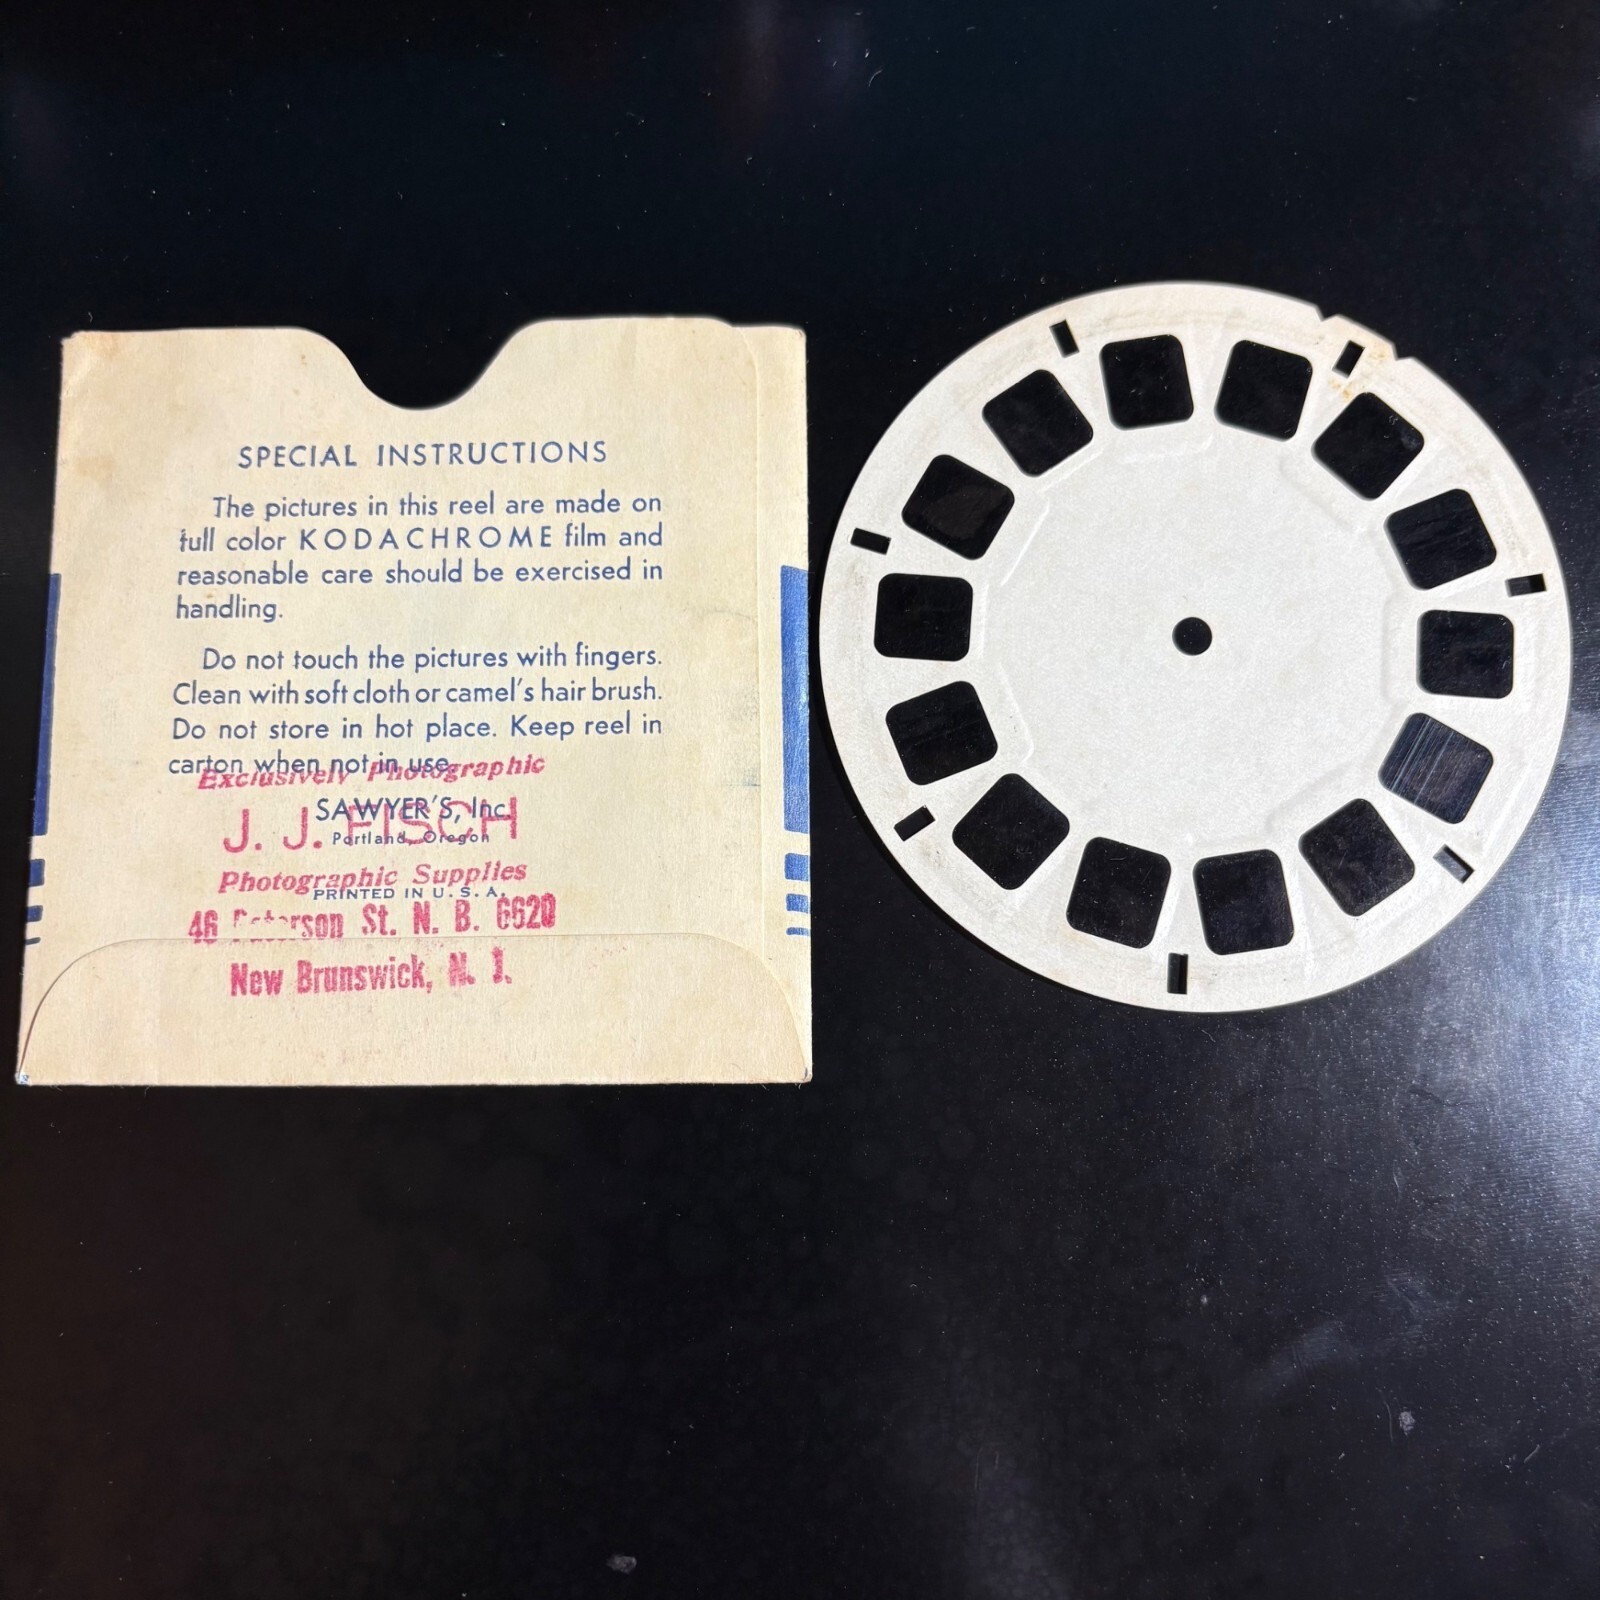 SPECIAL INSTRUCTIONS
The pictures in this reel are made on
full color KODACHROME film and
reasonable care should be exercised in
handling.
Do not touch the pictures with fingers.
Clean with soft cloth or camel's hair brush.
Do not store in hot place. Keep reel in
carton when not in use.
Exclusively Photographic
SAWYER'S, Inc.
J. J. FISCH
Portland, Oregon
Photographic Supplies
PRINTED IN U. S. A.
46 Paterson St. N. B. 6620
New Brunswick, N. J.